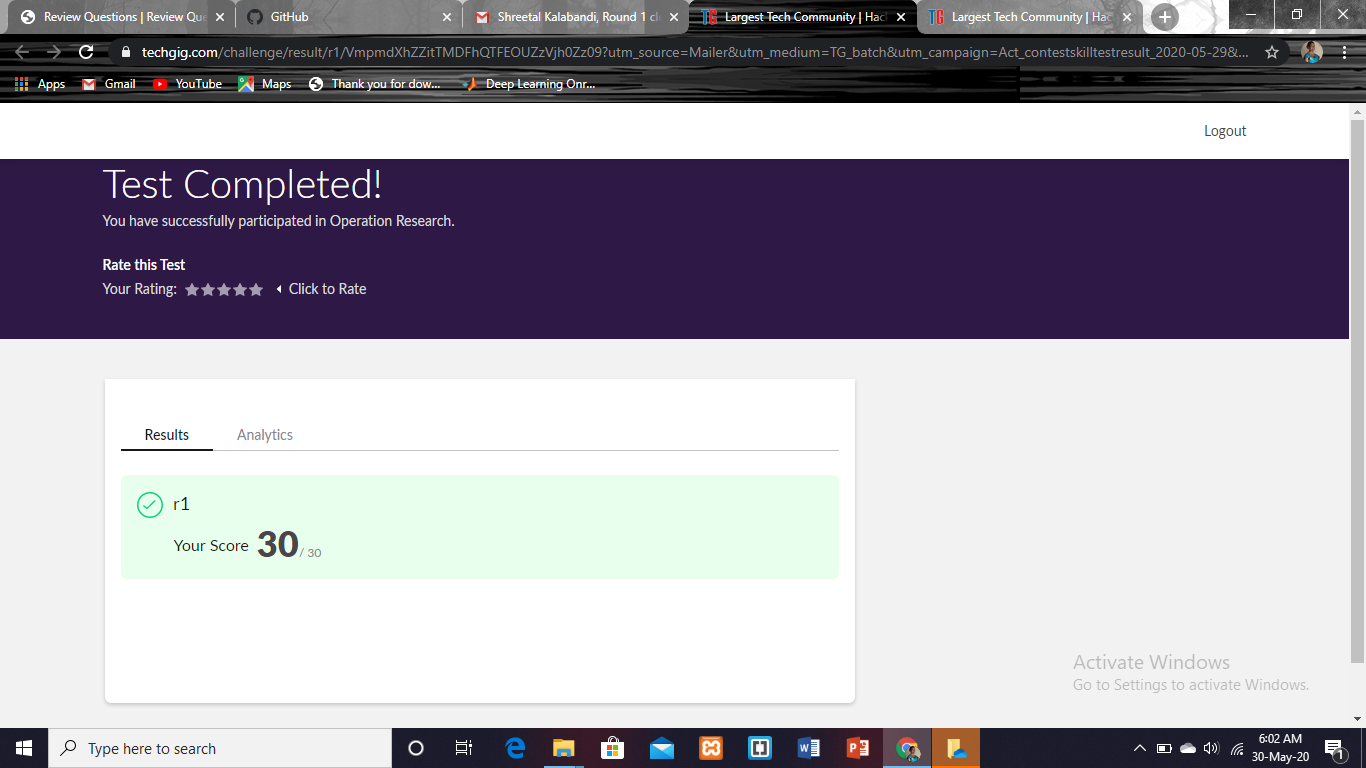 Review Questions | Review Que
GitHub
Shreetal Kalabandi, Round 1 cl
TG Largest Tech Community | Hac
TG Largest Tech Community | Hac
techgig.com/challenge/result/r1/VmpmdXhZZitTMDFhQTFEOUZzVjh0Zz09?utm_source=Mailer&utm_medium=TG_batch&utm_campaign=Act_contestskilltestresult_2020-05-29&...
Apps Gmail YouTube Maps Thank you for dow... Deep Learning Onr...
Logout
Test Completed!
You have successfully participated in Operation Research.
Rate this Test
Your Rating: Click to Rate
Results Analytics
r1
Your Score 30 / 30
Activate Windows
Go to Settings to activate Windows.
Type here to search
6:02 AM
30-May-20
1